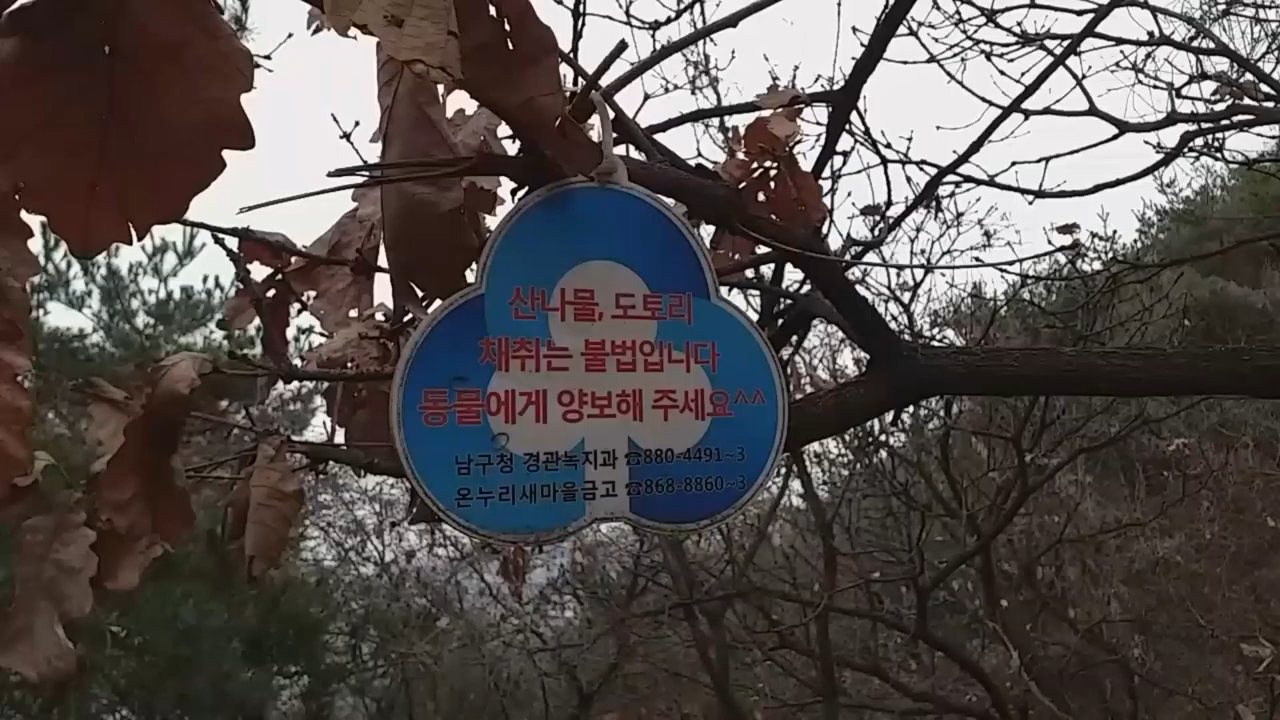 산나물, 도토리
채취는 불법입니다
동물에게 양보해 주세요^^
남구청 경관녹지과 ☎880-4491~3
온누리새마을금고 ☎868-8860~3